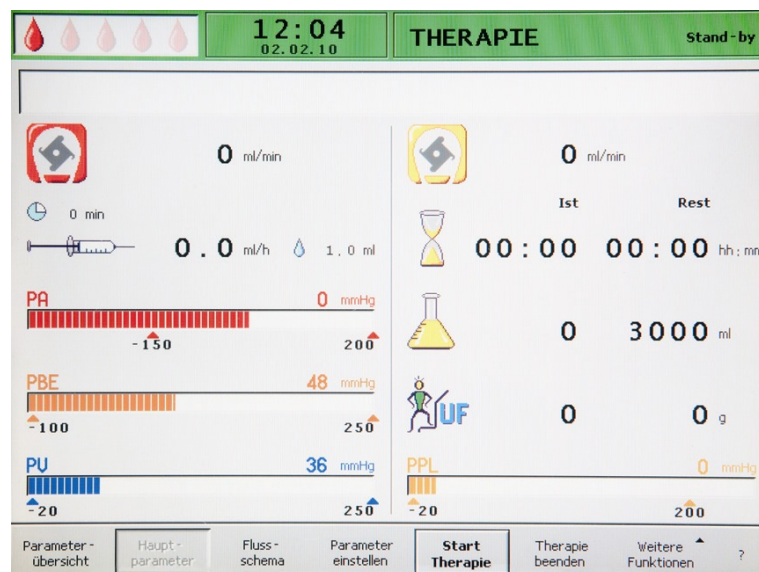 12:04
02.02.10
THERAPIE
Stand-by
0 ml/min
0 min
0.0 ml/h
1.0 ml
PA 0 mmHg
-150 200
PBE 48 mmHg
-100 250
PV 36 mmHg
-20 250
0 ml/min
Ist Rest
00:00 00:00 hh:mm
0 3000 ml
UF 0 0 g
PPL 0 mmHg
-20 200
Parameter-
übersicht
Haupt-
parameter
Fluss-
schema
Parameter
einstellen
Start
Therapie
Therapie
beenden
Weitere
Funktionen
?